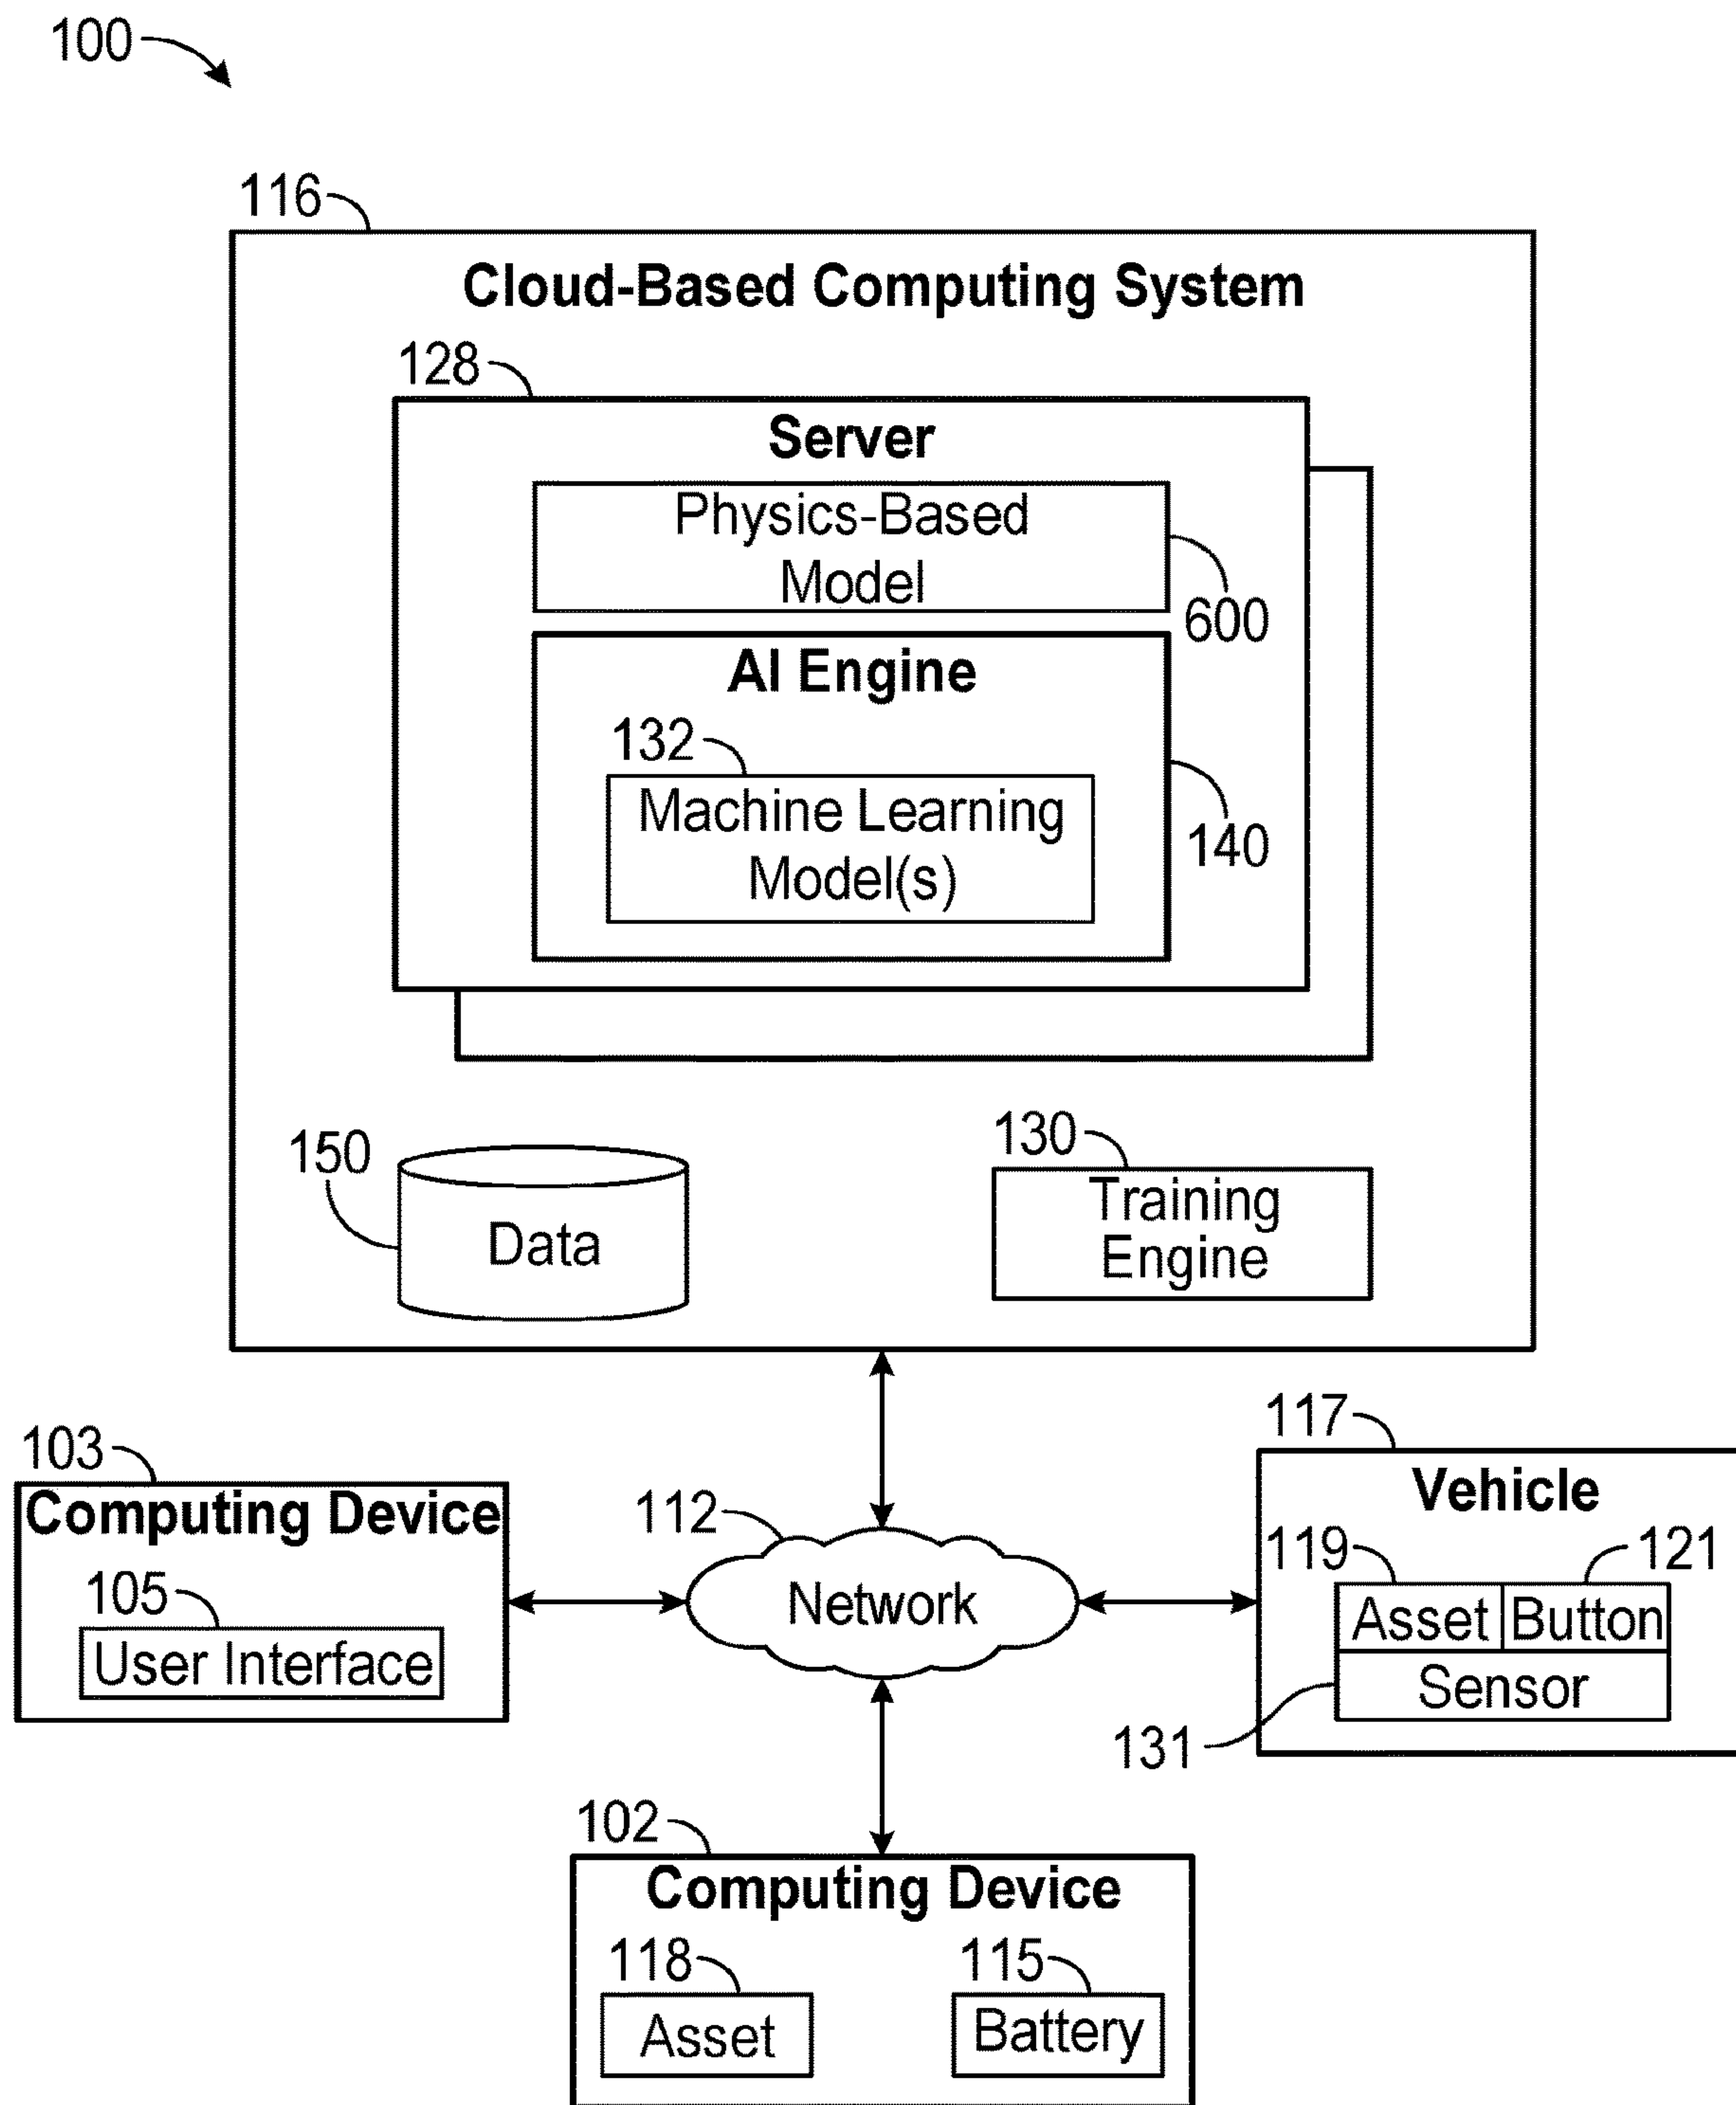 100
116
Cloud-Based Computing System
128
Server
Physics-Based
Model
600
AI Engine
132
Machine Learning
Model(s)
140
150
Data
130
Training
Engine
103
Computing Device
105
User Interface
112
Network
117
Vehicle
119
121
Asset
Button
Sensor
131
102
Computing Device
118
115
Asset
Battery